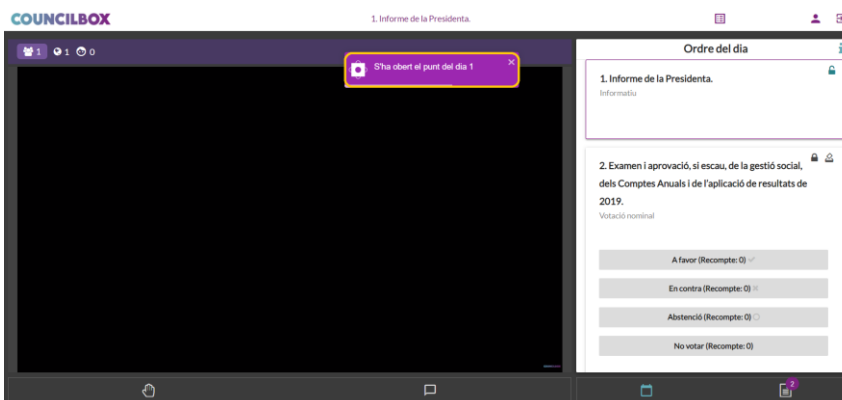 COUNCILBOX
1. Informe de la Presidenta.
1 1 0
S'ha obert el punt del dia 1
Ordre del dia
1. Informe de la Presidenta.
Informatiu
2. Examen i aprovació, si escau, de la gestió social,
dels Comptes Anuals i de l'aplicació de resultats de
2019.
Votació nominal
A favor (Recompte: 0)
En contra (Recompte: 0)
Abstenció (Recompte: 0)
No votar (Recompte: 0)
2